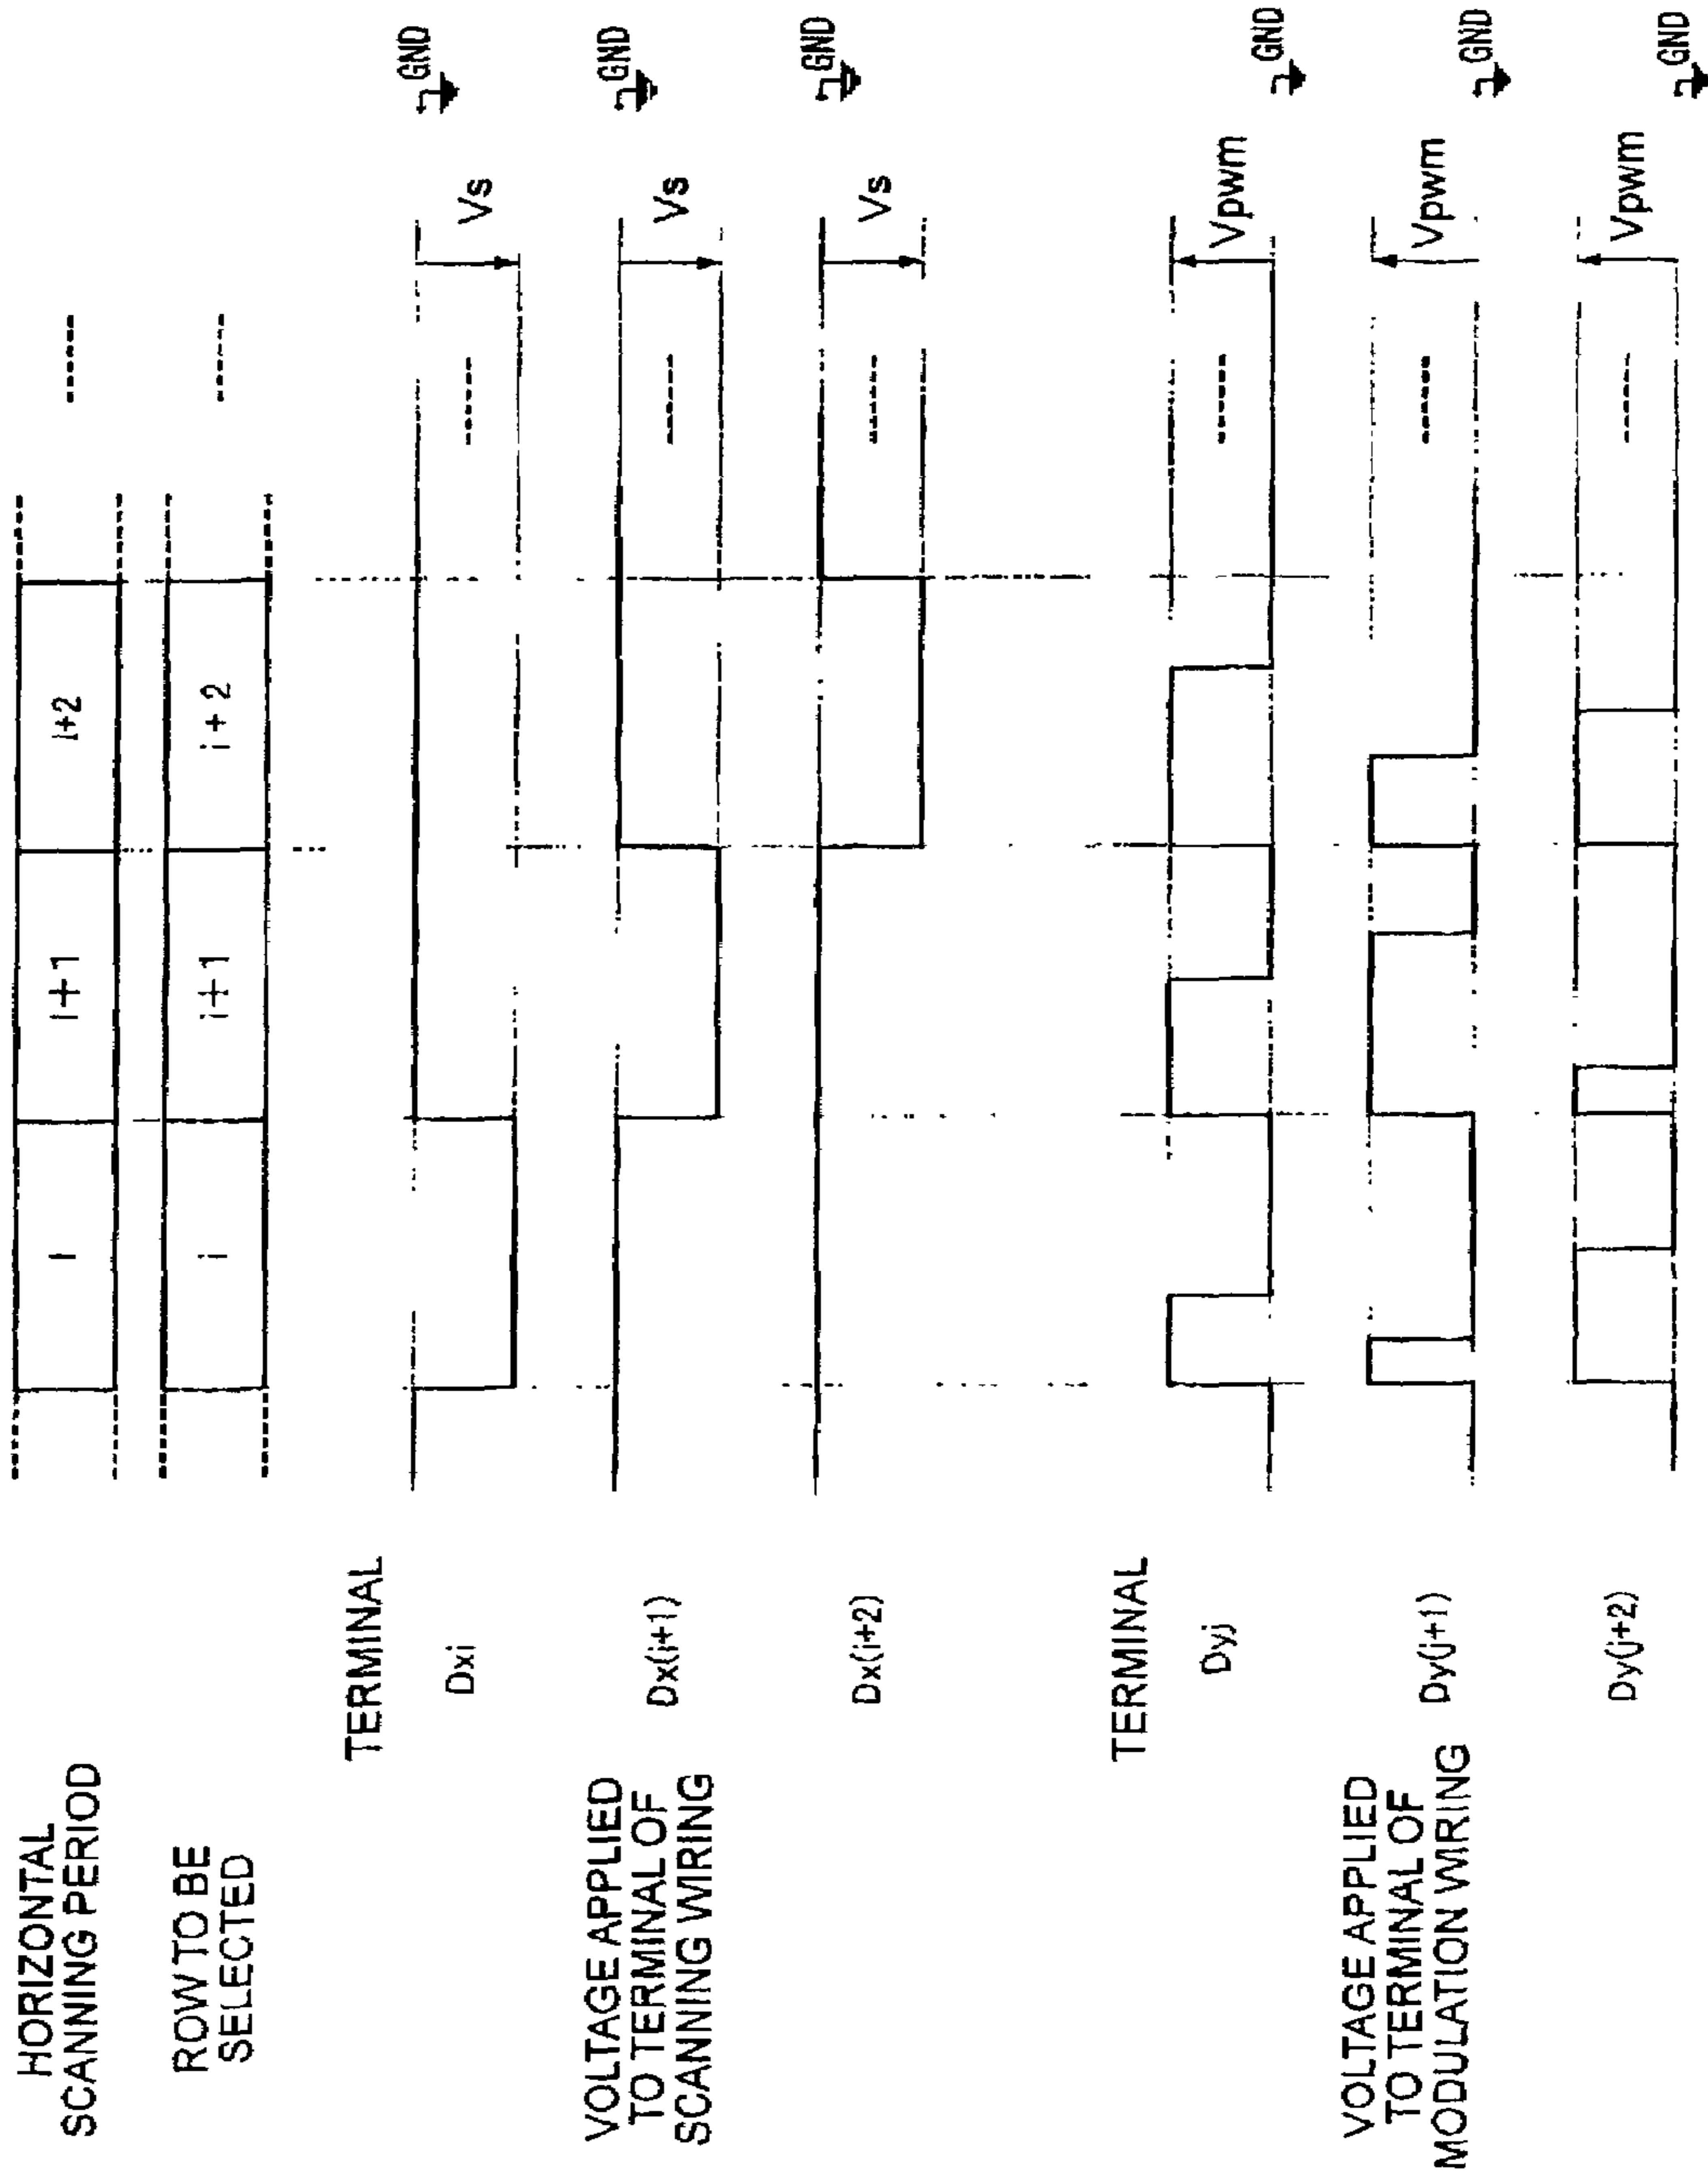 HORIZONTAL
SCANNING PERIOD
I
I+1
I+2
ROW TO BE
SELECTED
i
i+1
i+2
TERMINAL
Dxi
Vs
GND
VOLTAGE APPLIED
TO TERMINAL OF
SCANNING WIRING
Dx(i+1)
Vs
GND
Dx(i+2)
Vs
GND
TERMINAL
Dyj
Vpwm
GND
VOLTAGE APPLIED
TO TERMINAL OF
MODULATION WIRING
Dy(j+1)
Vpwm
GND
Dy(j+2)
Vpwm
GND